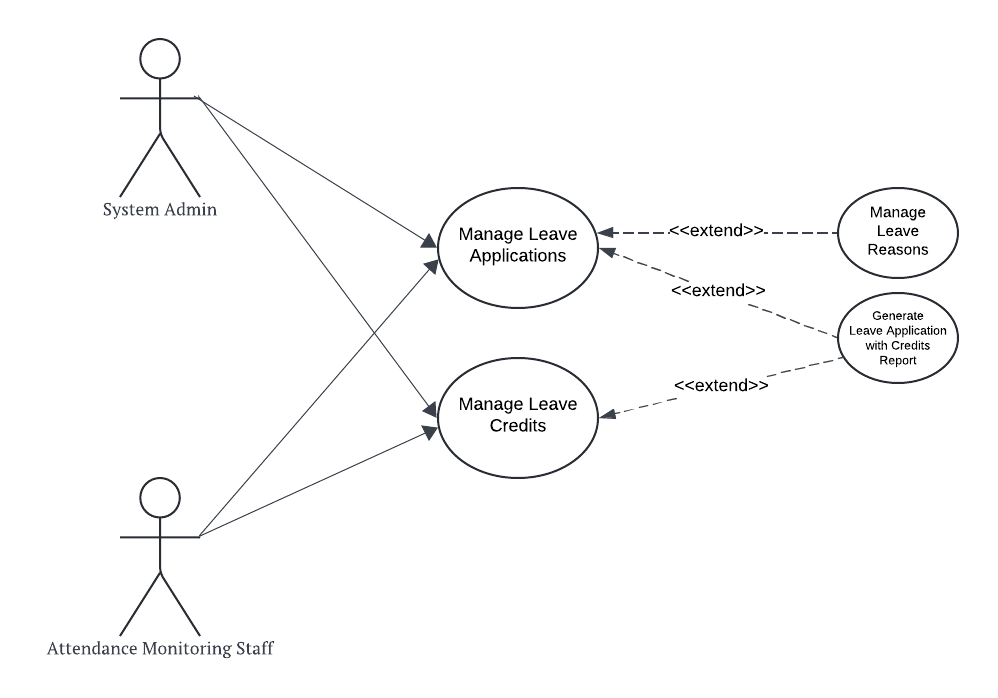 System Admin
Manage Leave
Applications
<<extend>>
Manage
Leave
Reasons
<<extend>>
Generate
Leave Application
with Credits
Report
<<extend>>
Manage Leave
Credits
Attendance Monitoring Staff